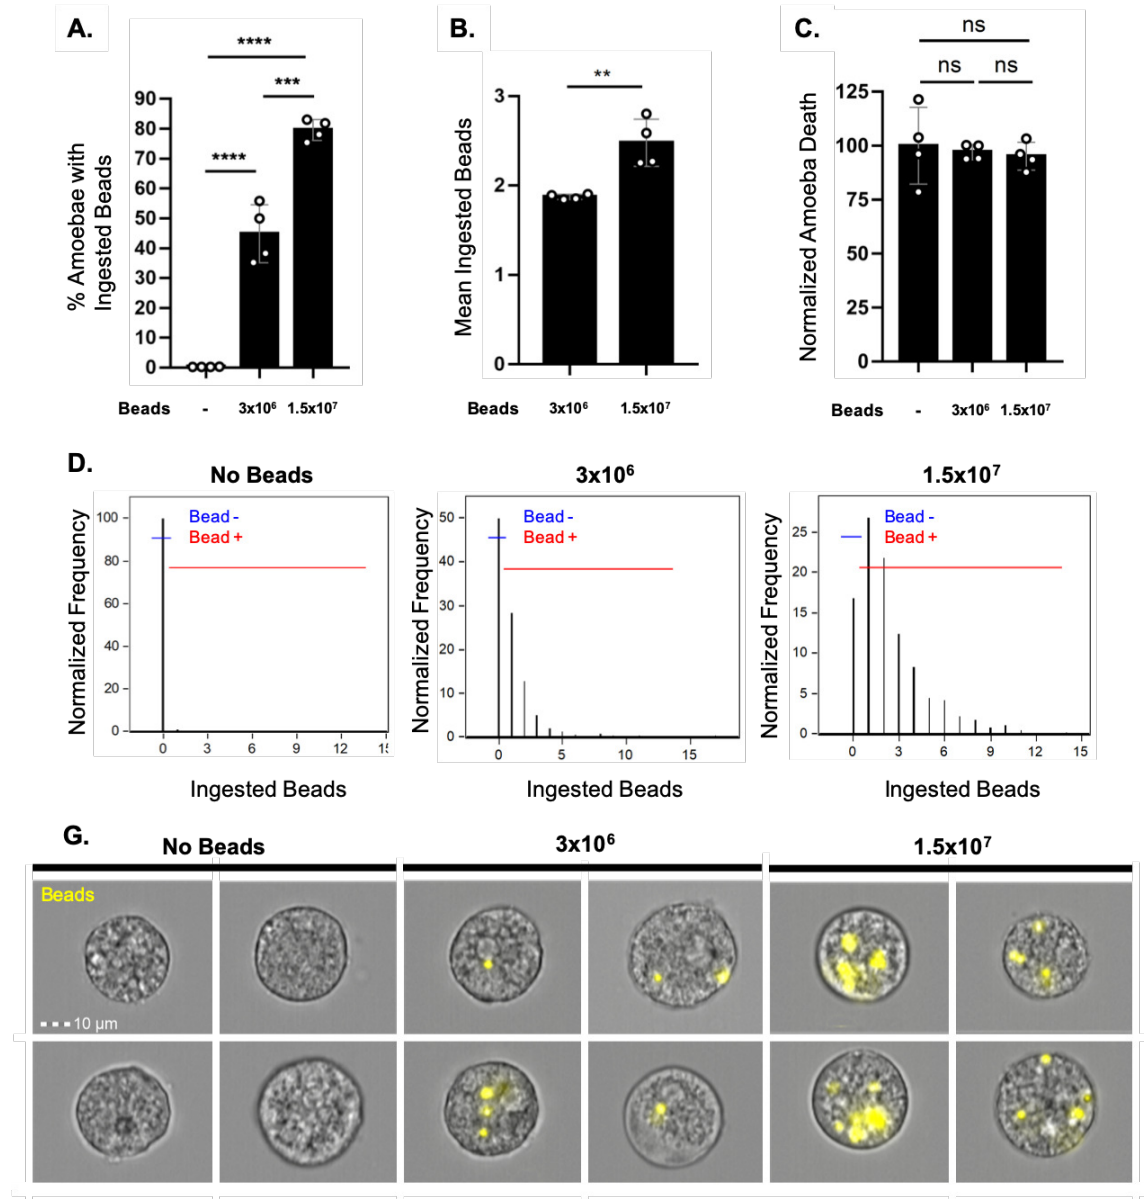 A.
****
***
****
90
80
70
60
50
40
30
20
10
0
% Amoebae with
Ingested Beads
Beads - 3x10⁶ 1.5x10⁷
B.
**
3
2
1
0
Mean Ingested Beads
Beads 3x10⁶ 1.5x10⁷
C.
ns
ns ns
125
100
75
50
25
0
Normalized Amoeba Death
Beads - 3x10⁶ 1.5x10⁷
D.
No Beads
Bead -
Bead +
100
80
60
40
20
0
0 3 6 9 12 15
Normalized Frequency
Ingested Beads
3x10⁶
Bead -
Bead +
50
40
30
20
10
0
0 5 10 15
Normalized Frequency
Ingested Beads
1.5x10⁷
Bead -
Bead +
25
20
15
10
5
0
0 3 6 9 12 15
Normalized Frequency
Ingested Beads
G.
No Beads 3x10⁶ 1.5x10⁷
Beads
10 µm